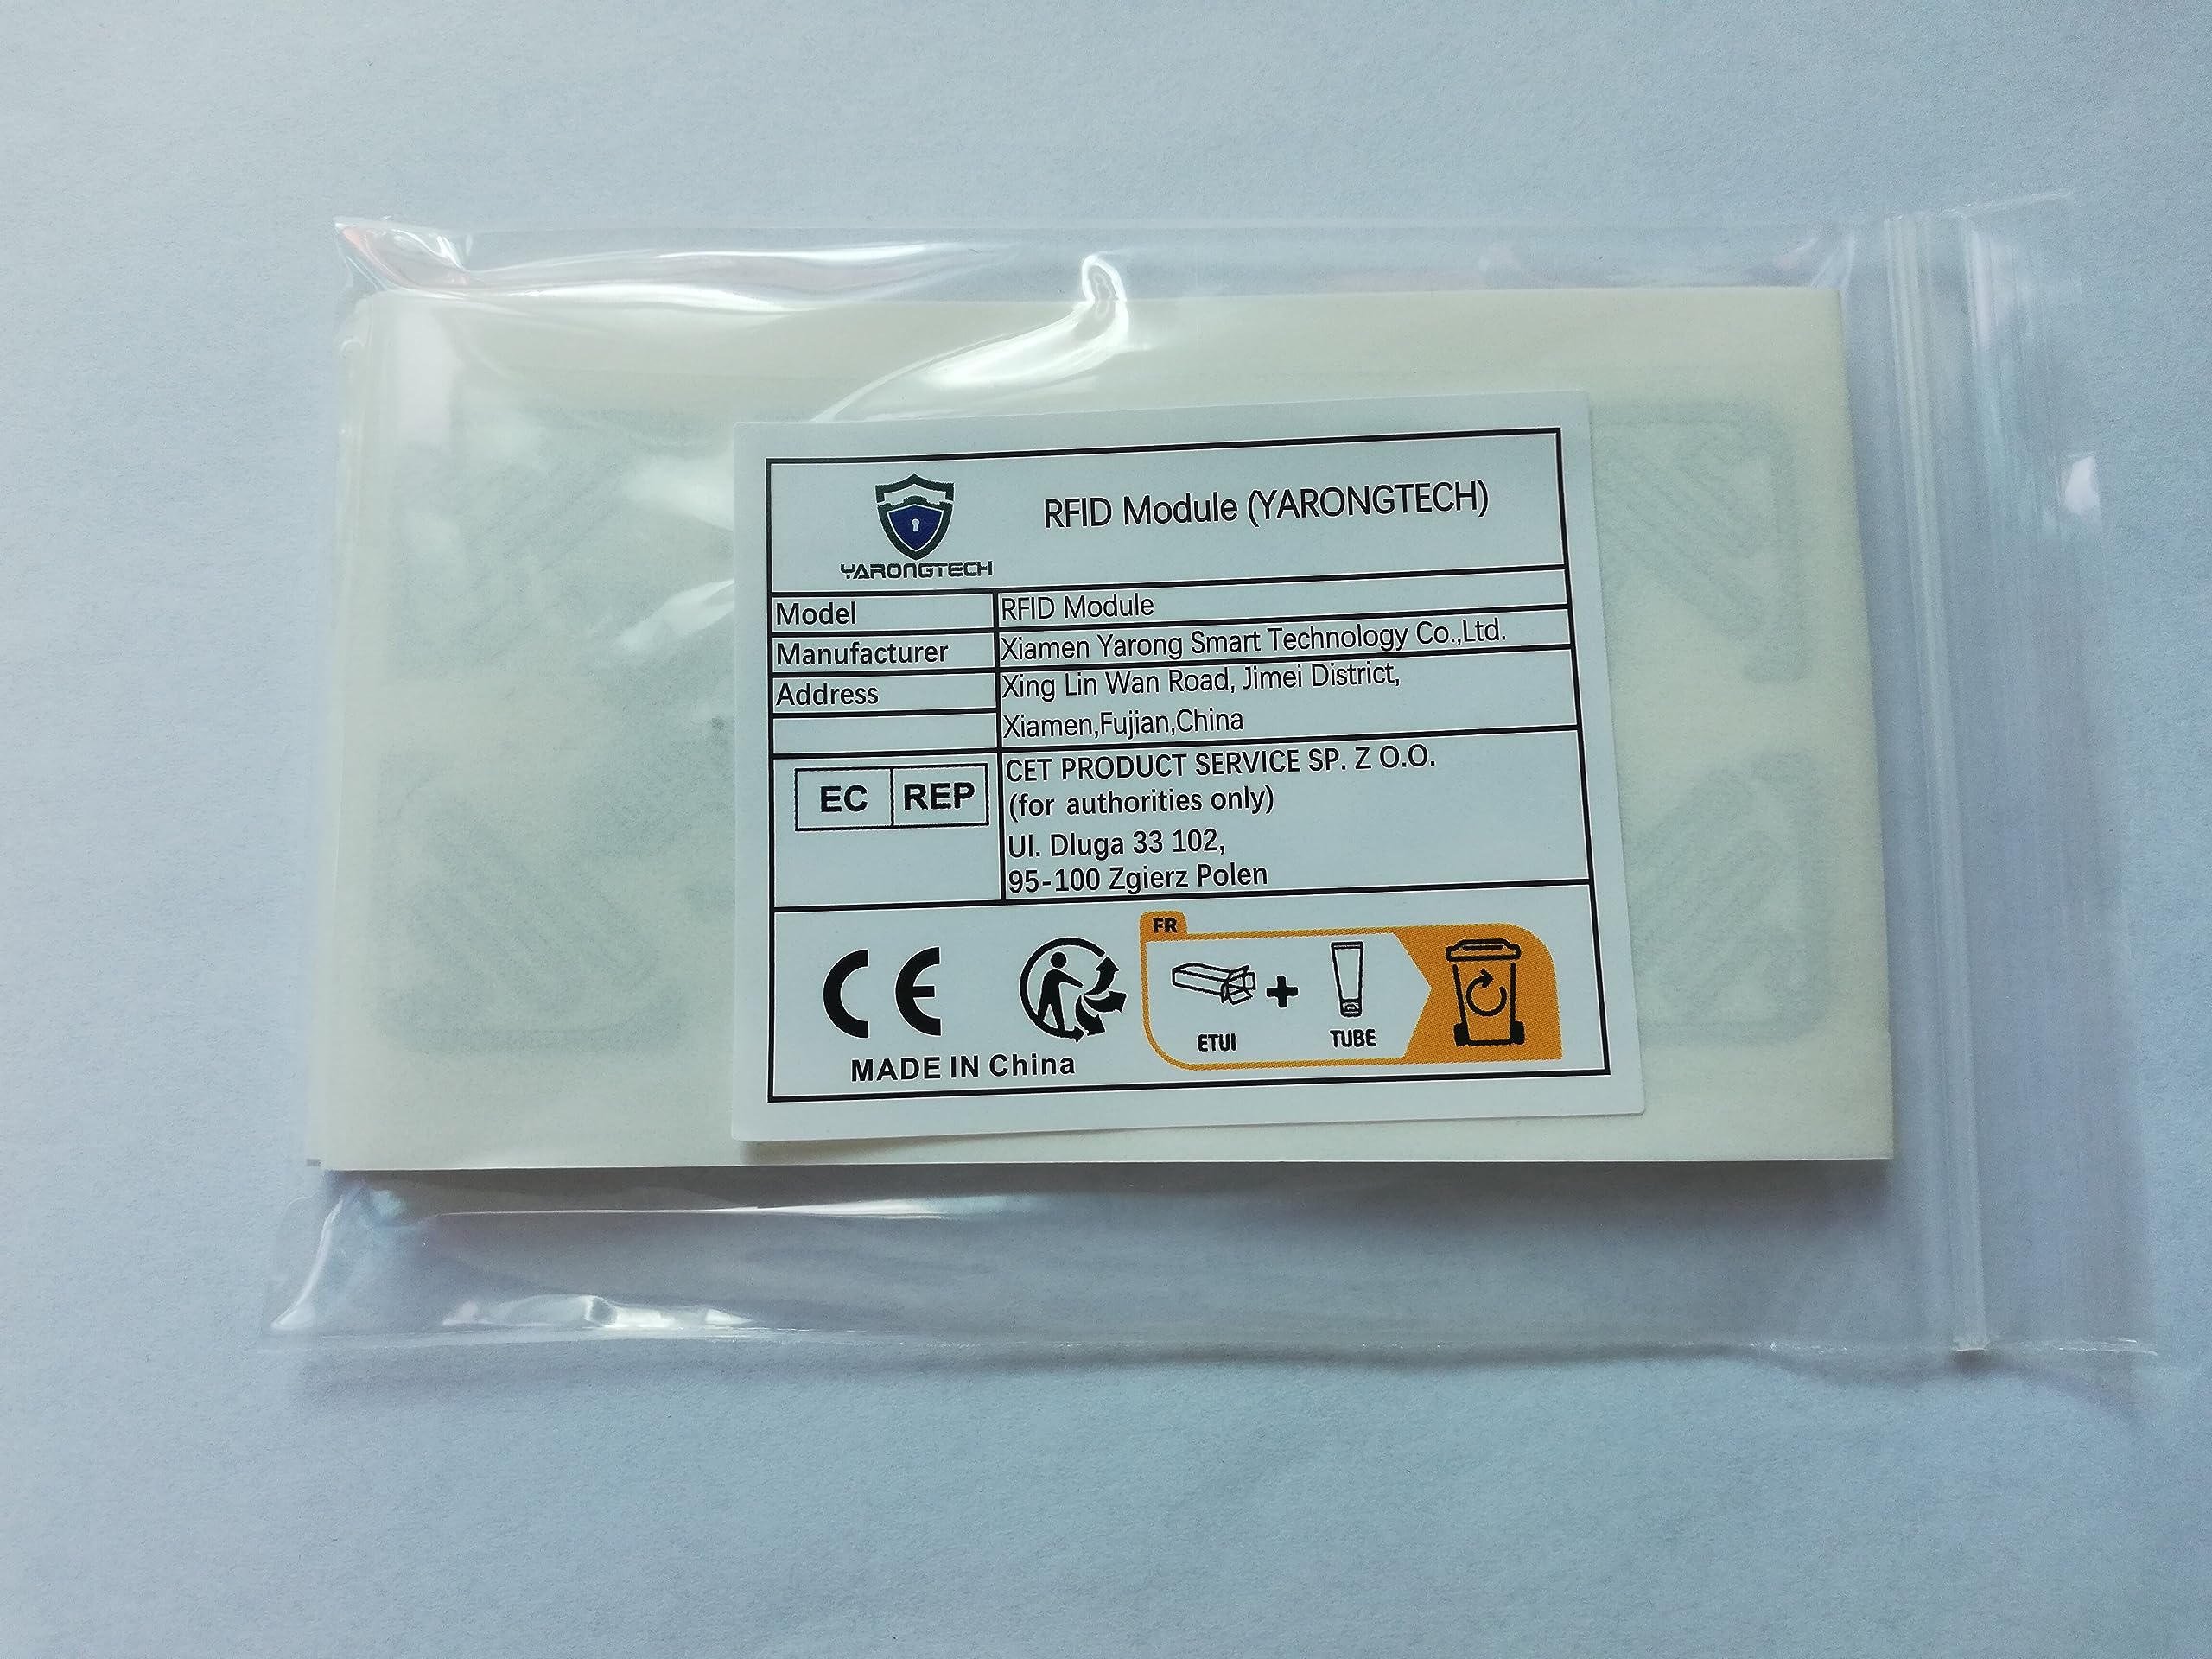 YARONGTECH
RFID Module (YARONGTECH)
Model
RFID Module
Manufacturer
Xiamen Yarong Smart Technology Co.,Ltd.
Address
Xing Lin Wan Road, Jimei District,
Xiamen,Fujian,China
EC REP
CET PRODUCT SERVICE SP. Z O.O.
(for authorities only)
Ul. Dluga 33 102,
95-100 Zgierz Polen
CE
MADE IN China
FR
ETUI + TUBE